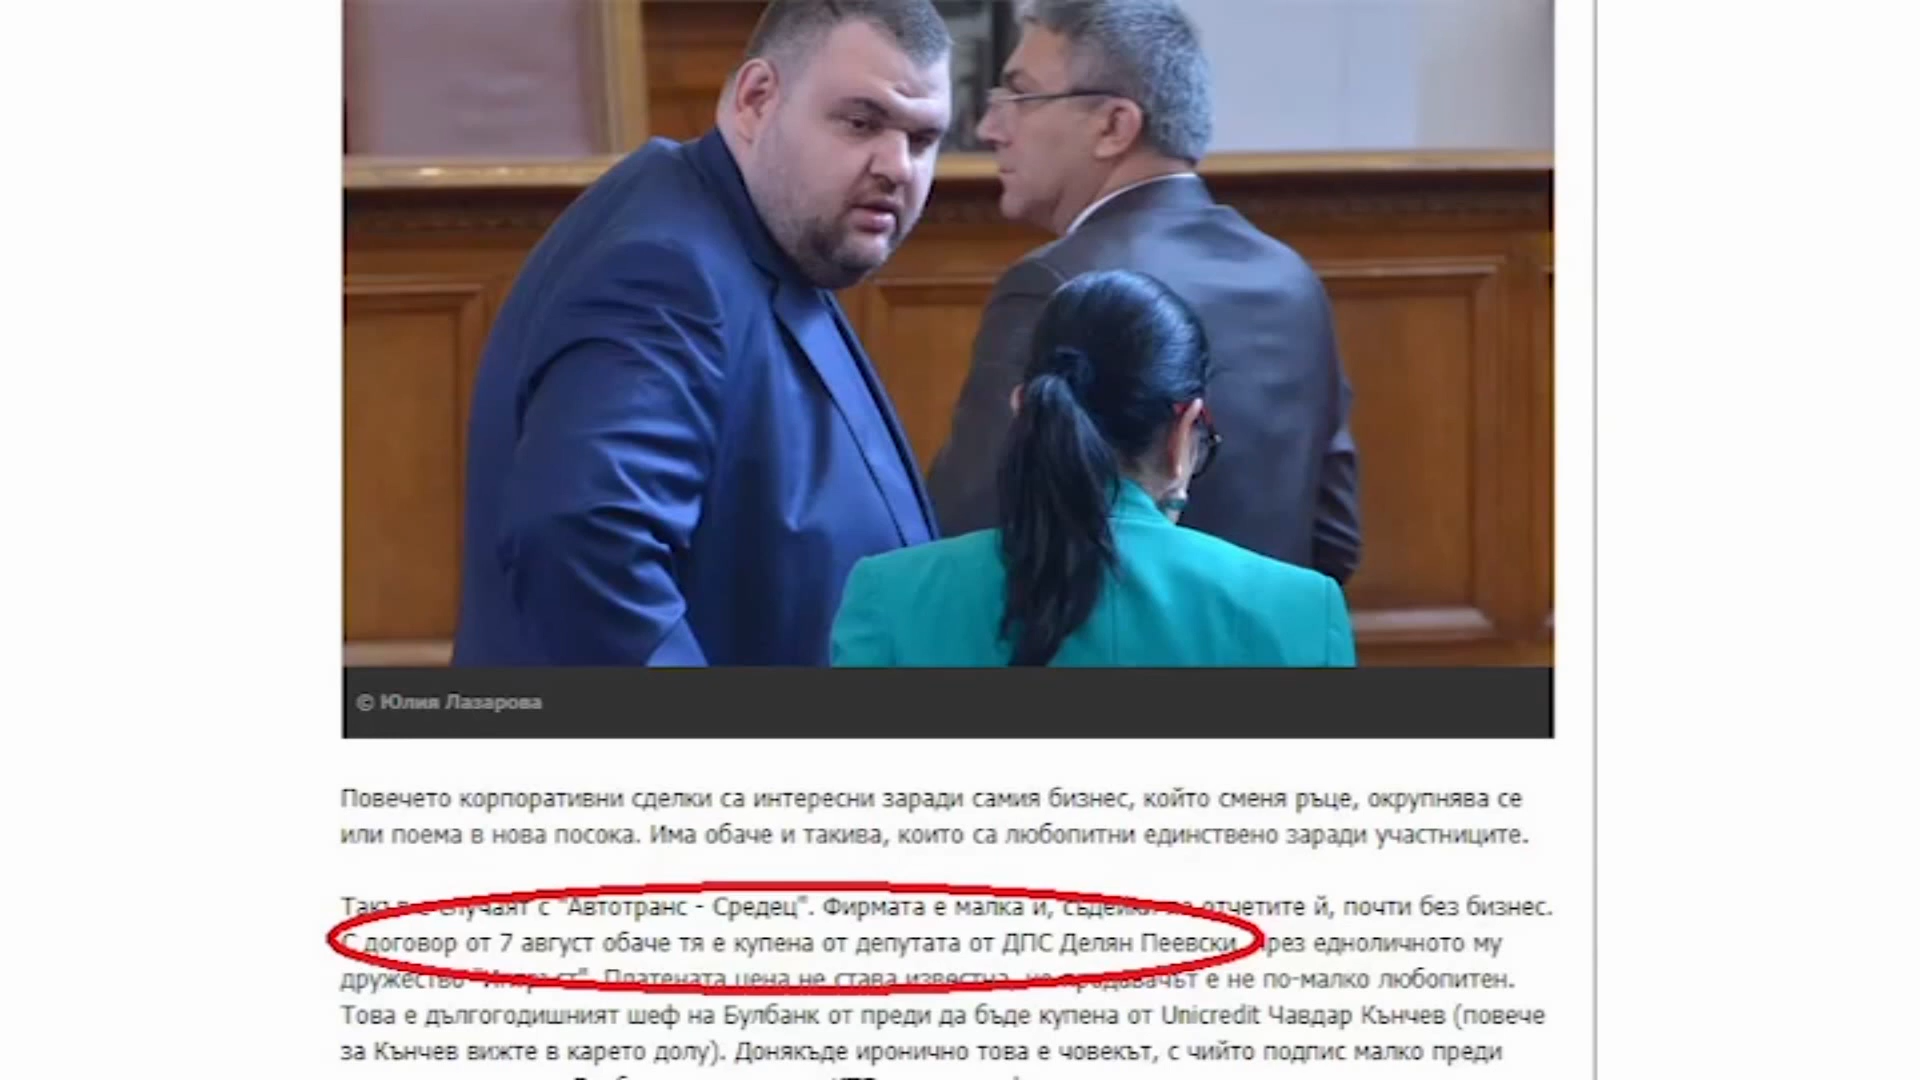 © Юлия Лазарова
Повечето корпоративни сделки са интересни заради самия бизнес, който сменя ръце, окрупнява се
или поема в нова посока. Има обаче и такива, които са любопитни единствено заради участниците.
случаят с "Автотранс - Средец". Фирмата е малка и, съдейки отчетите й, почти без бизнес.
С договор от 7 август обаче тя е купена от депутата от ДПС Делян Пеевски през едноличното му
дружество Платената цена не става известна, но продавачът е не по-малко любопитен.
Това е дългогодишният шеф на Булбанк от преди да бъде купена от Unicredit Чавдар Кънчев (повече
за Кънчев вижте в карето долу). Донякъде иронично това е човекът, с чийто подпис малко преди